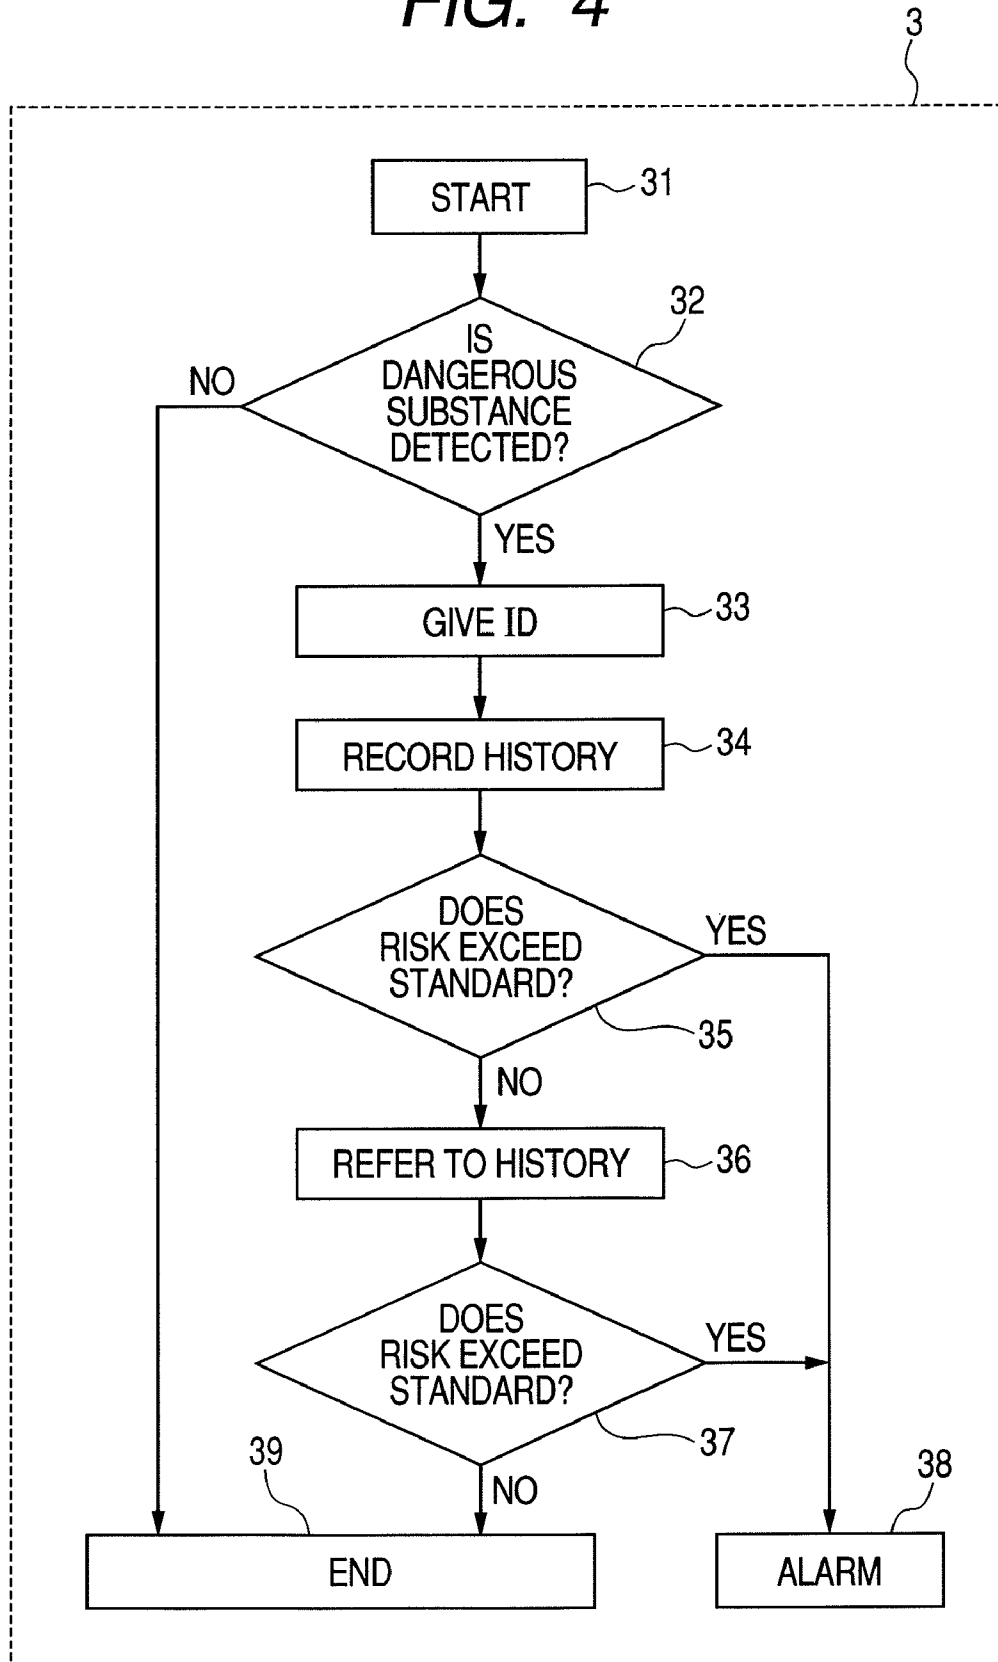 FIG. 4
3
START
31
32
IS
DANGEROUS
SUBSTANCE
DETECTED?
NO
YES
GIVE ID
33
RECORD HISTORY
34
DOES
RISK EXCEED
STANDARD?
YES
35
NO
REFER TO HISTORY
36
DOES
RISK EXCEED
STANDARD?
YES
37
NO
39
38
END
ALARM